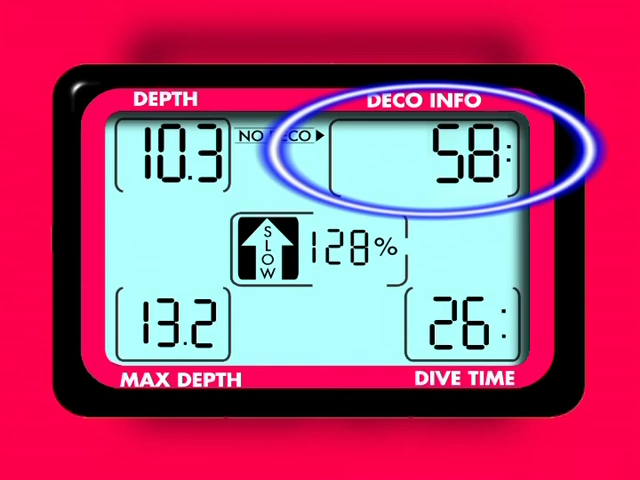 DEPTH DECO INFO
10.3 NO DECO 58:
SLOW 128%
13.2 26:
MAX DEPTH DIVE TIME